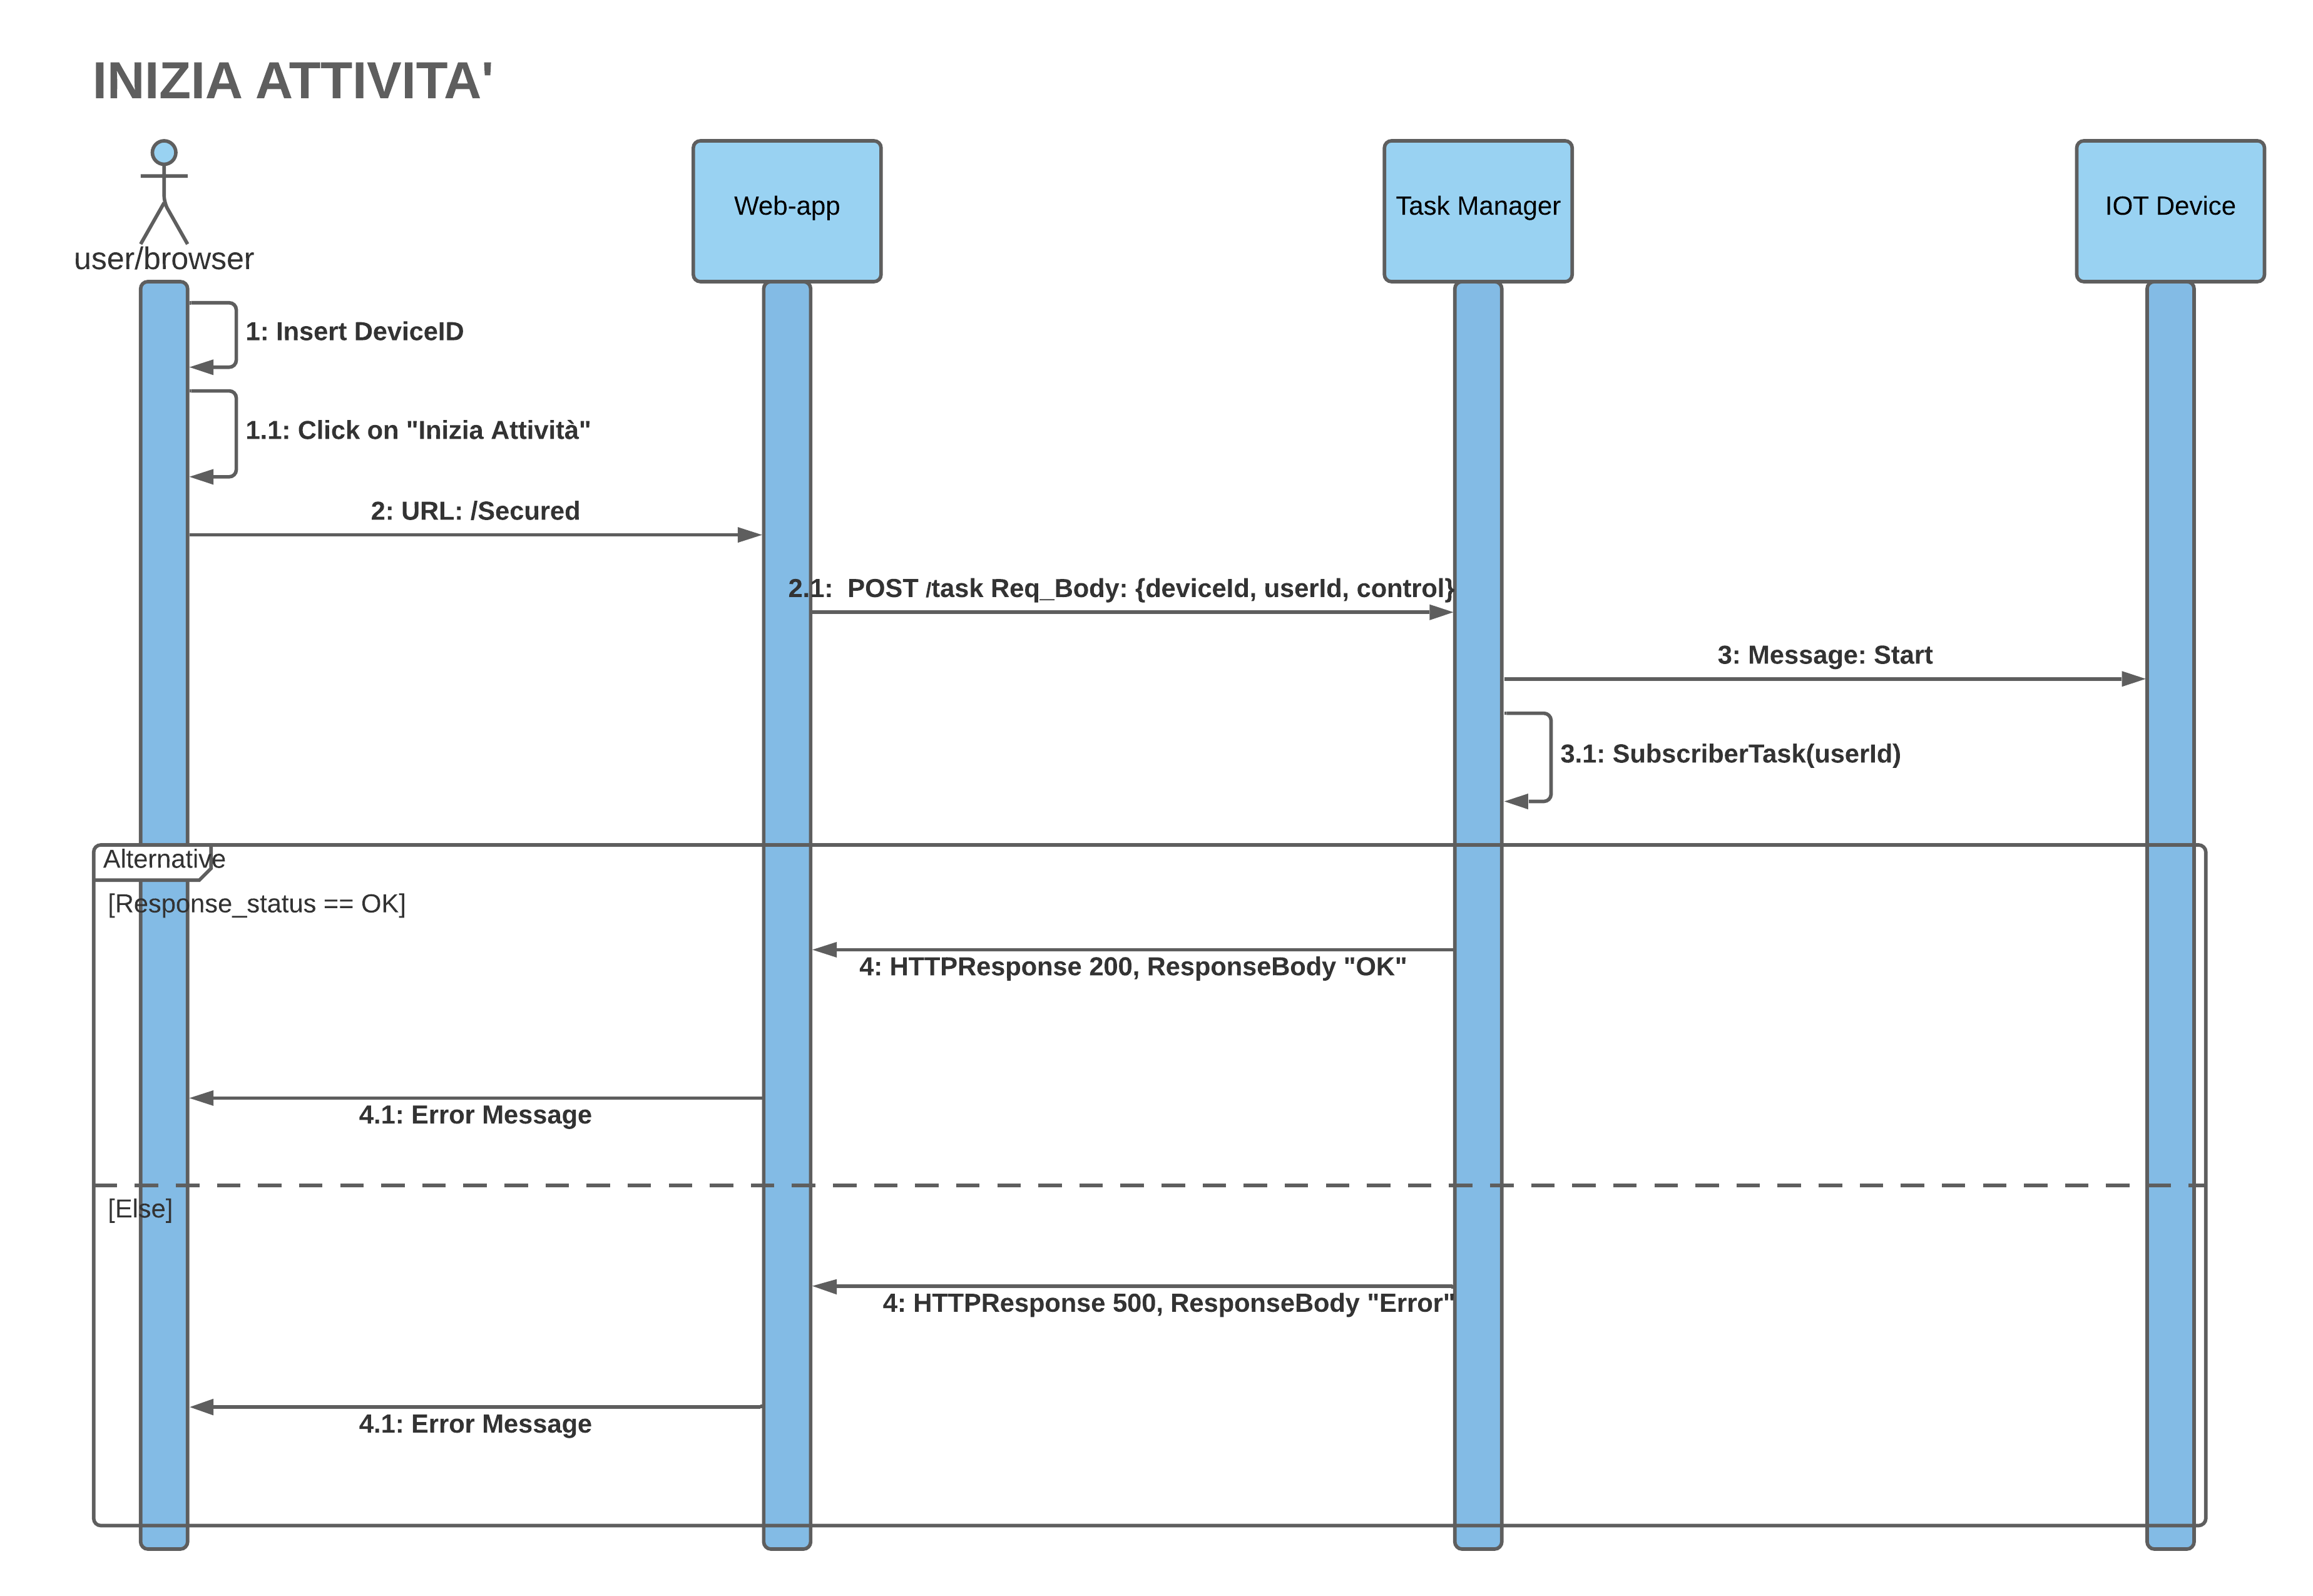 INIZIA ATTIVITA'
user/browser
Web-app
Task Manager
IOT Device
1: Insert DeviceID
1.1: Click on "Inizia Attività"
2: URL: /Secured
2.1:  POST /task Req_Body: {deviceId, userId, control}
3: Message: Start
3.1: SubscriberTask(userId)
Alternative
[Response_status == OK]
4: HTTPResponse 200, ResponseBody "OK"
4.1: Error Message
[Else]
4: HTTPResponse 500, ResponseBody "Error"
4.1: Error Message